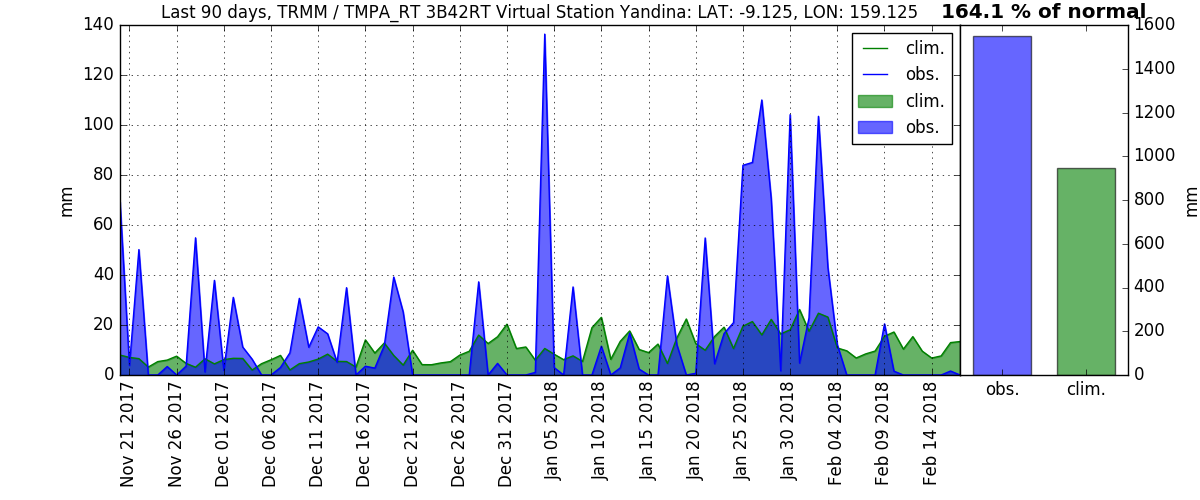 Last 90 days, TRMM / TMPA_RT 3B42RT Virtual Station Yandina: LAT: -9.125, LON: 159.125
164.1 % of normal
140
120
100
80
60
40
20
0
mm
clim.
obs.
clim.
obs.
1600
1400
1200
1000
800
600
400
200
0
mm
obs.
clim.
Nov 21 2017
Nov 26 2017
Dec 01 2017
Dec 06 2017
Dec 11 2017
Dec 16 2017
Dec 21 2017
Dec 26 2017
Dec 31 2017
Jan 05 2018
Jan 10 2018
Jan 15 2018
Jan 20 2018
Jan 25 2018
Jan 30 2018
Feb 04 2018
Feb 09 2018
Feb 14 2018